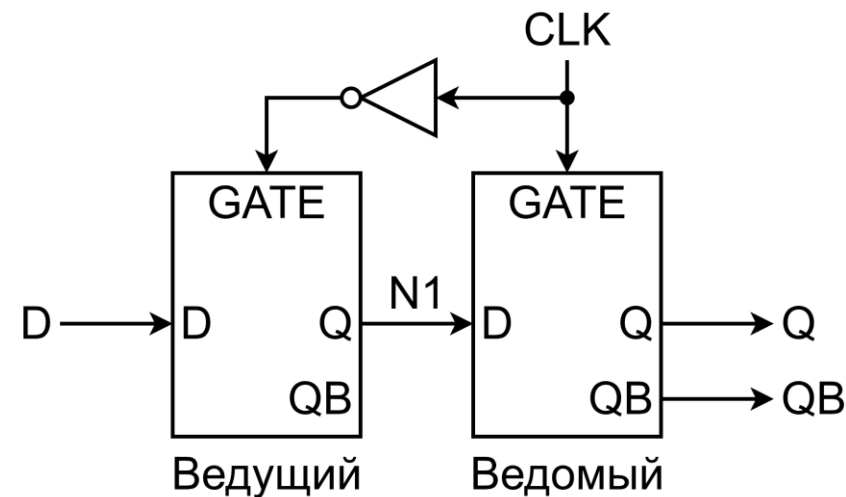 CLK
GATE GATE
N1
D D Q D Q Q
QB QB QB
Ведущий Ведомый